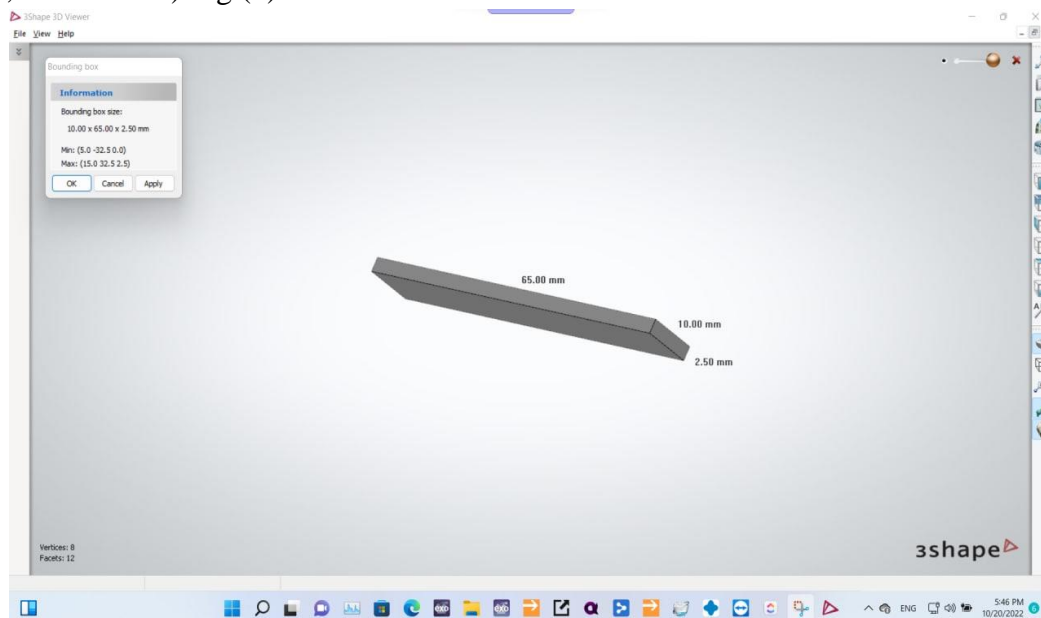 3Shape 3D Viewer
File View Help
Bounding box
Information
Bounding box size:
10.00 x 65.00 x 2.50 mm
Min: (5.0 -32.5 0.0)
Max: (15.0 32.5 2.5)
OK Cancel Apply
65.00 mm
10.00 mm
2.50 mm
Vertices: 8
Facets: 12
3shape
ENG
5:46 PM
10/20/2022
6